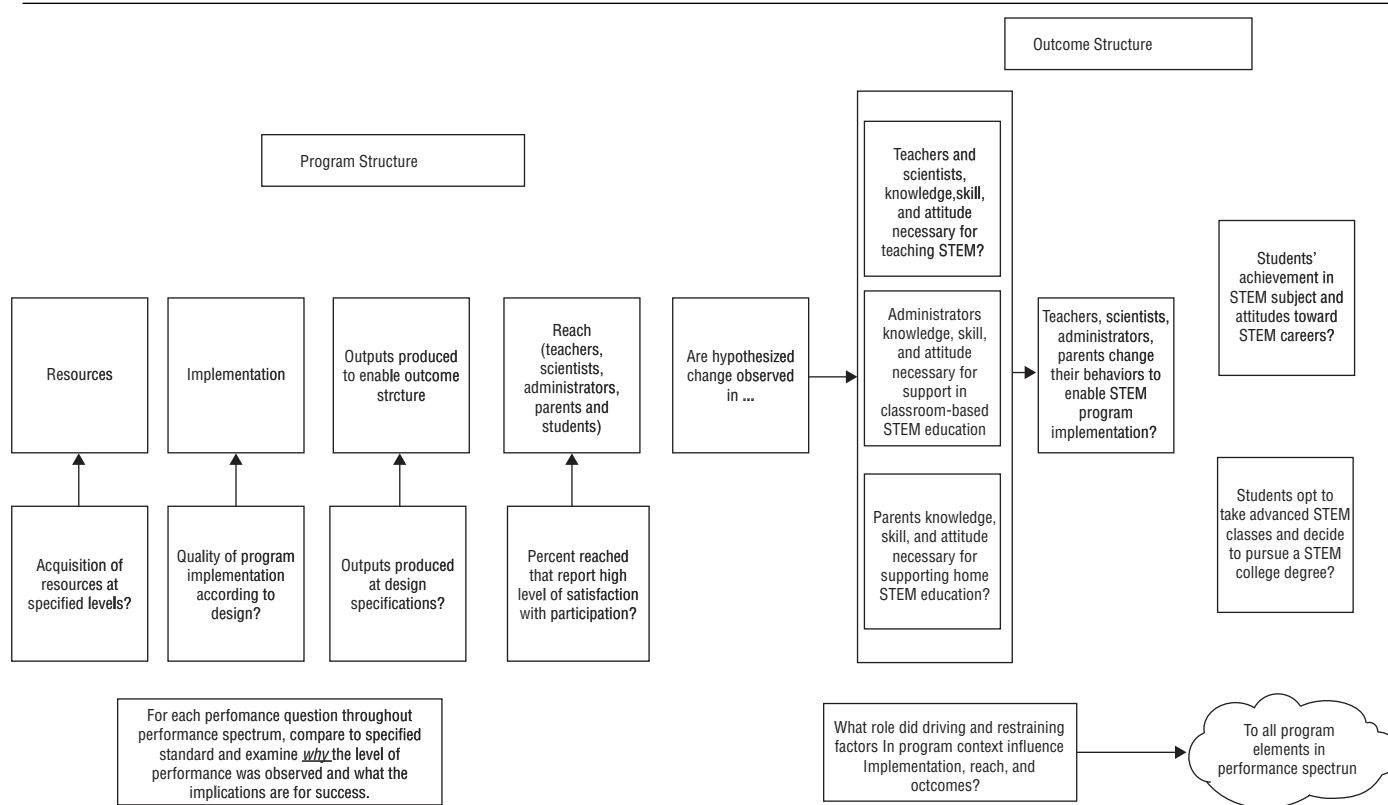 Outcome Structure
Program Structure
Resources
Implementation
Outputs produced
to enable outcome
strcture
Reach
(teachers,
scientists,
administrators,
parents and
students)
Are hypothesized
change observed
in ...
Teachers and
scientists,
knowledge,skill,
and attitude
necessary for
teaching STEM?
Administrators
knowledge, skill,
and attitude
necessary for
support in
classroom-based
STEM education
Parents knowledge,
skill, and attitude
necessary for
supporting home
STEM education?
Teachers, scientists,
administrators,
parents change
their behaviors to
enable STEM
program
implementation?
Students’
achievement in
STEM subject and
attitudes toward
STEM careers?
Students opt to
take advanced STEM
classes and decide
to pursue a STEM
college degree?
Acquisition of
resources at
specified levels?
Quality of program
implementation
according to
design?
Outputs produced
at design
specifications?
Percent reached
that report high
level of satisfaction
with participation?
For each perfomance question throughout
performance spectrum, compare to specified
standard and examine why the level of
performance was observed and what the
implications are for success.
What role did driving and restraining
factors In program context influence
Implementation, reach, and
octcomes?
To all program
elements in
performance spectrun